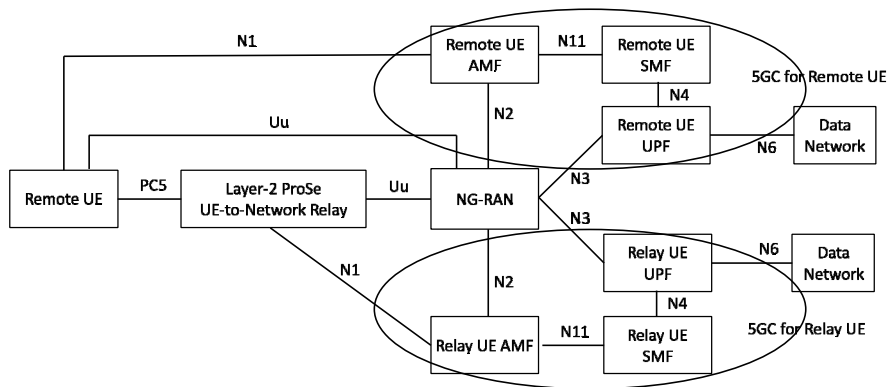 N1
Remote UE
AMF
N11
Remote UE
SMF
5GC for Remote UE
N4
N2
Uu
Remote UE
UPF
N6
Data
Network
N3
Remote UE
PC5
Layer-2 ProSe
UE-to-Network Relay
Uu
NG-RAN
N3
N1
N2
Relay UE
UPF
N6
Data
Network
N4
5GC for Relay UE
Relay UE AMF
N11
Relay UE
SMF